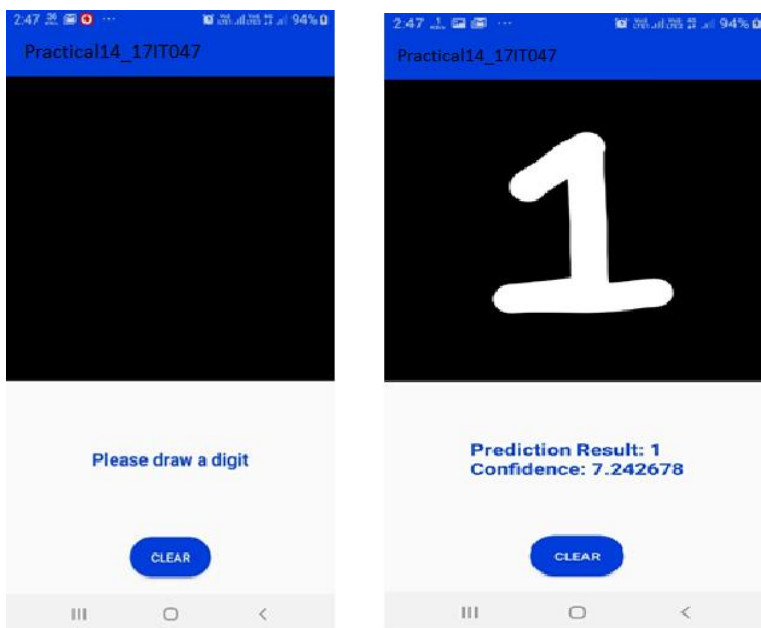 2:47
94%
Practical14_17IT047
Please draw a digit
CLEAR
2:47
94%
Practical14_17IT047
1
Prediction Result: 1
Confidence: 7.242678
CLEAR